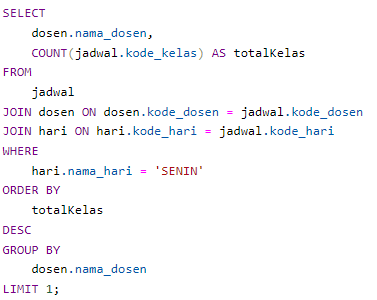 SELECT
dosen.nama_dosen,
COUNT(jadwal.kode_kelas) AS totalKelas
FROM
jadwal
JOIN dosen ON dosen.kode_dosen = jadwal.kode_dosen
JOIN hari ON hari.kode_hari = jadwal.kode_hari
WHERE
hari.nama_hari = 'SENIN'
ORDER BY
totalKelas
DESC
GROUP BY
dosen.nama_dosen
LIMIT 1;